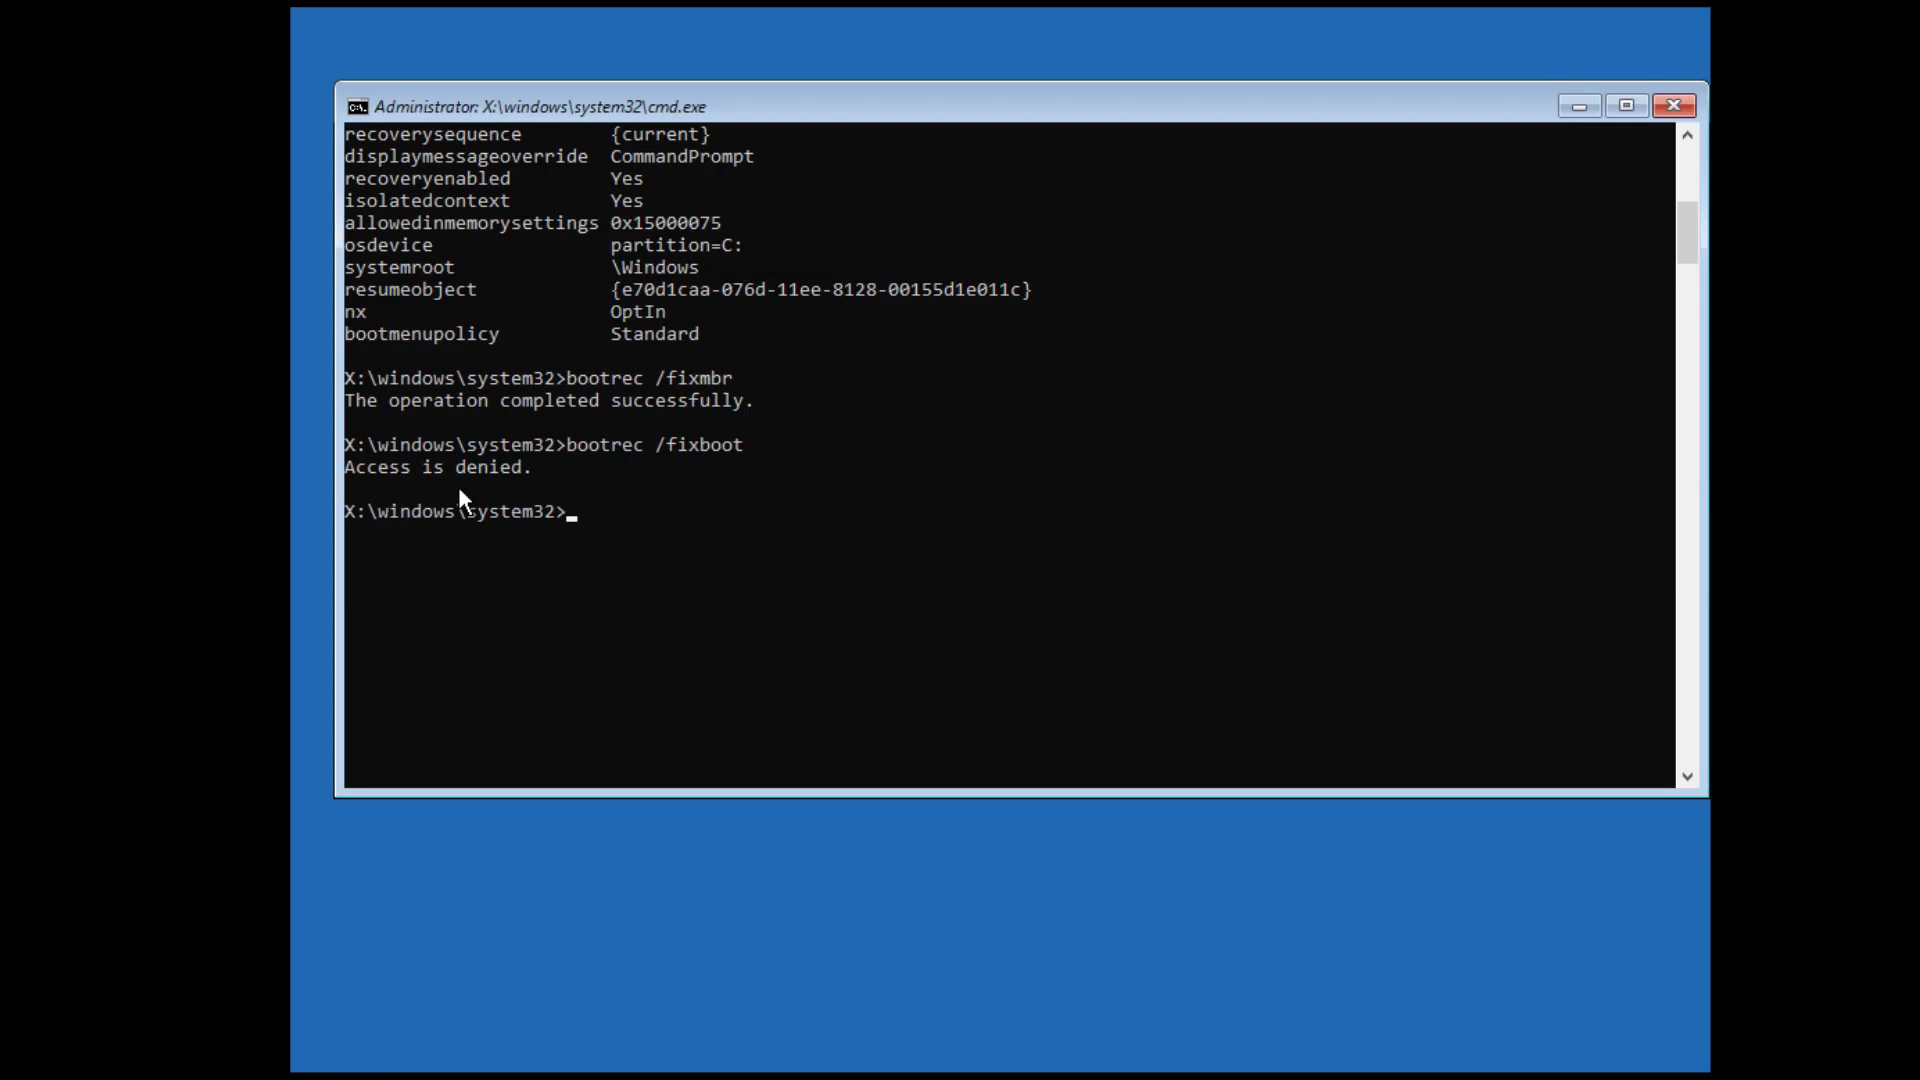 Administrator: X:\windows\system32\cmd.exe
recoverysequence        {current}
displaymessageoverride  CommandPrompt
recoveryenabled         Yes
isolatedcontext         Yes
allowedinmemorysettings 0x15000075
osdevice                partition=C:
systemroot              \Windows
resumeobject            {e70d1caa-076d-11ee-8128-00155d1e011c}
nx                      OptIn
bootmenupolicy          Standard
X:\windows\system32>bootrec /fixmbr
The operation completed successfully.
X:\windows\system32>bootrec /fixboot
Access is denied.
X:\windows\system32>